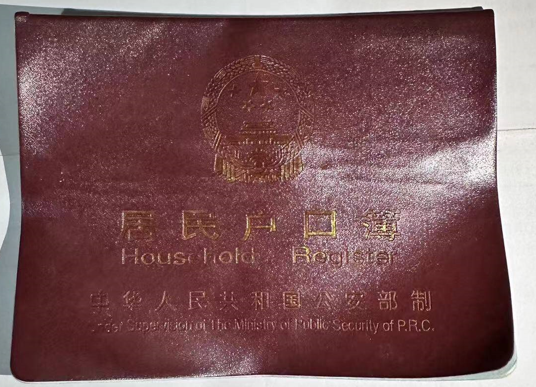 居民户口簿
Household Register
中华人民共和国公安部制
Under Supervision of The Ministry of Public Security of P.R.C.